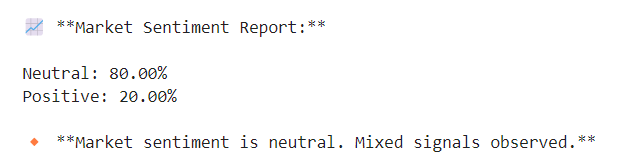 📈 **Market Sentiment Report:**
Neutral: 80.00%
Positive: 20.00%
🔸 **Market sentiment is neutral. Mixed signals observed.**